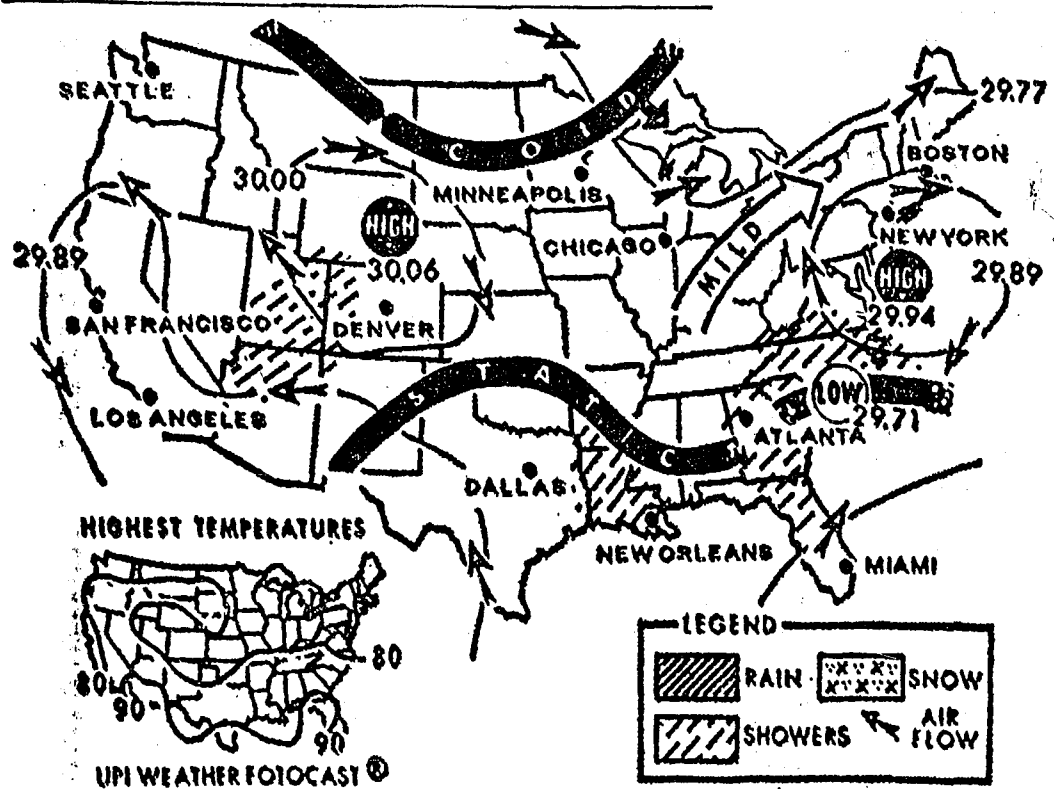 COLD
29.77
SEATTLE
BOSTON
30.00
MINNEAPOLIS
HIGH
MILD
NEW YORK
CHICAGO
29.89
30.06
HIGH
29.89
SAN FRANCISCO
DENVER
29.94
STATIC
LOW
29.71
LOS ANGELES
ATLANTA
DALLAS
HIGHEST TEMPERATURES
NEW ORLEANS
MIAMI
LEGEND
RAIN
SNOW
SHOWERS
AIR
FLOW
80
80
90
90
UPI WEATHER FOTOCAST ®